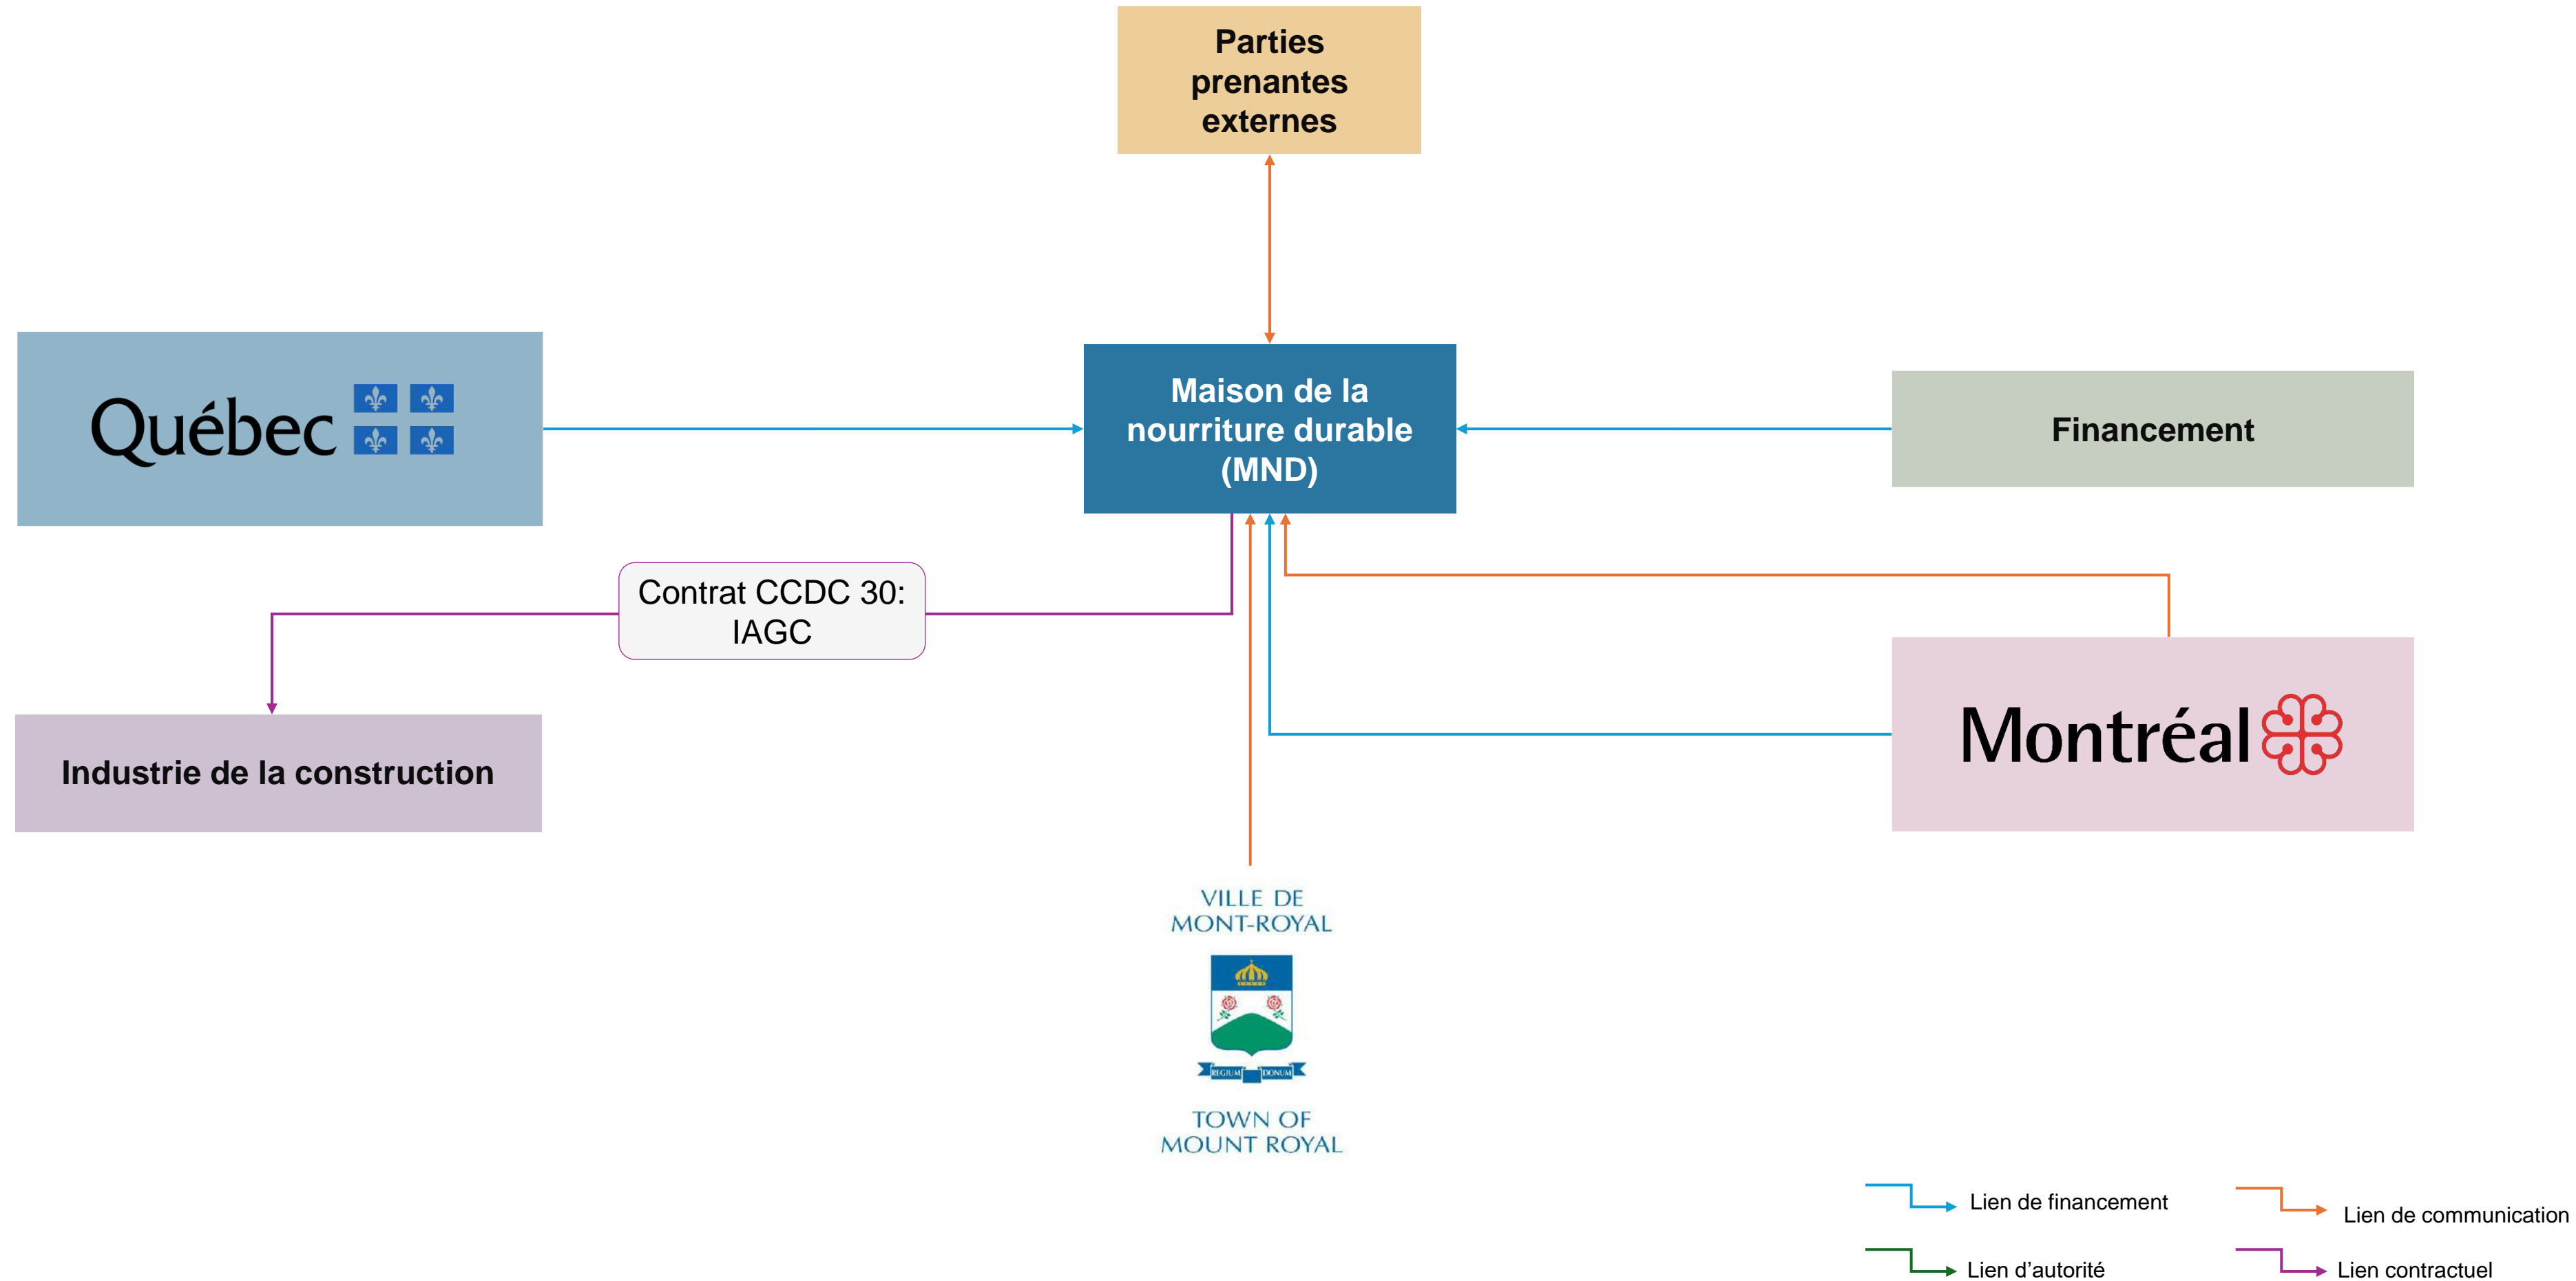 Parties
prenantes
externes
Québec
Maison de la
nourriture durable
(MND)
Financement
Contrat CCDC 30:
IAGC
Industrie de la construction
Montréal
VILLE DE
MONT-ROYAL
REGIUM DONUM
TOWN OF
MOUNT ROYAL
Lien de financement
Lien de communication
Lien d’autorité
Lien contractuel